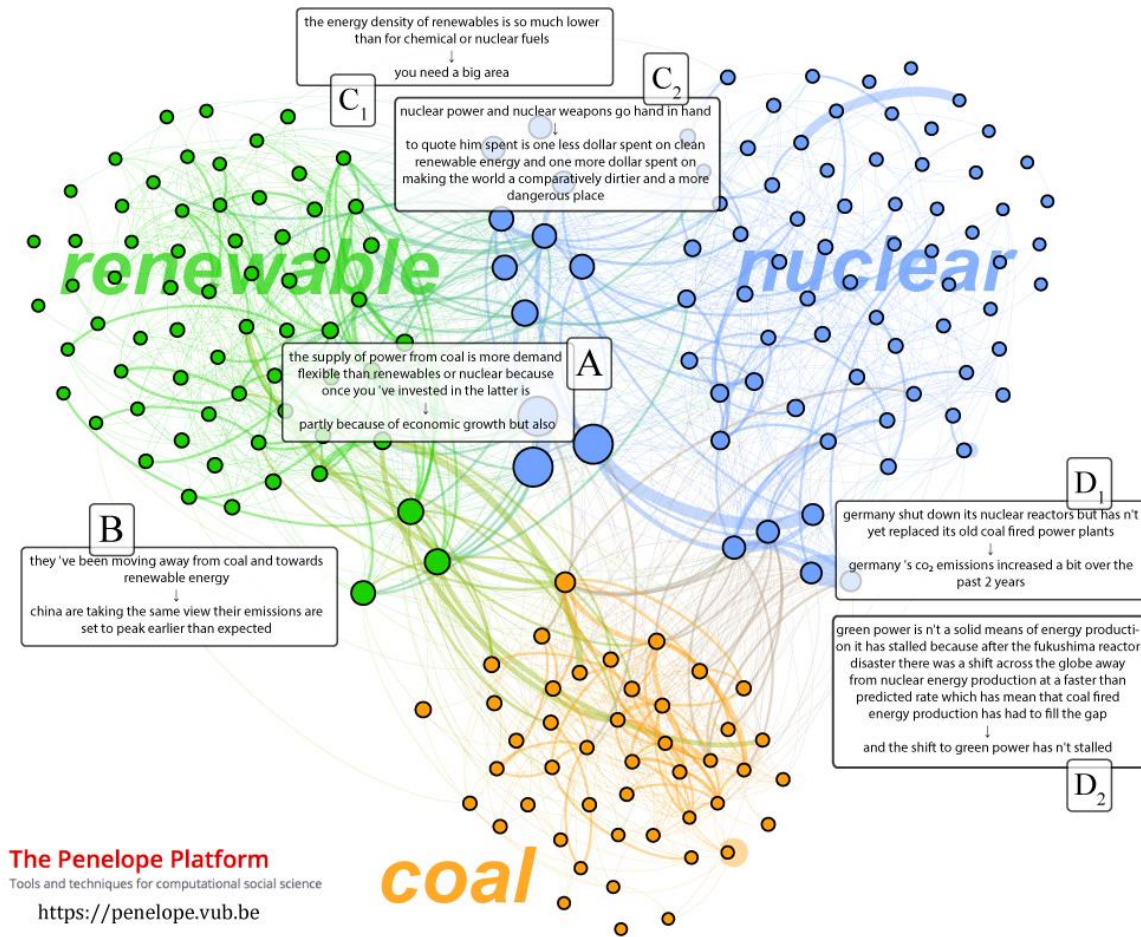 the energy density of renewables is so much lower
than for chemical or nuclear fuels
↓
you need a big area
C₁
C₂
nuclear power and nuclear weapons go hand in hand
↓
to quote him spent is one less dollar spent on clean
renewable energy and one more dollar spent on
making the world a comparatively dirtier and a more
dangerous place
renewable
nuclear
A
the supply of power from coal is more demand
flexible than renewables or nuclear because
once you 've invested in the latter is
↓
partly because of economic growth but also
B
they 've been moving away from coal and towards
renewable energy
↓
china are taking the same view their emissions are
set to peak earlier than expected
D₁
germany shut down its nuclear reactors but has n't
yet replaced its old coal fired power plants
↓
germany 's co₂ emissions increased a bit over the
past 2 years
green power is n't a solid means of energy producti-
on it has stalled because after the fukushima reactor
disaster there was a shift across the globe away
from nuclear energy production at a faster than
predicted rate which has mean that coal fired
energy production has had to fill the gap
↓
and the shift to green power has n't stalled
D₂
coal
The Penelope Platform
Tools and techniques for computational social science
https://penelope.vub.be